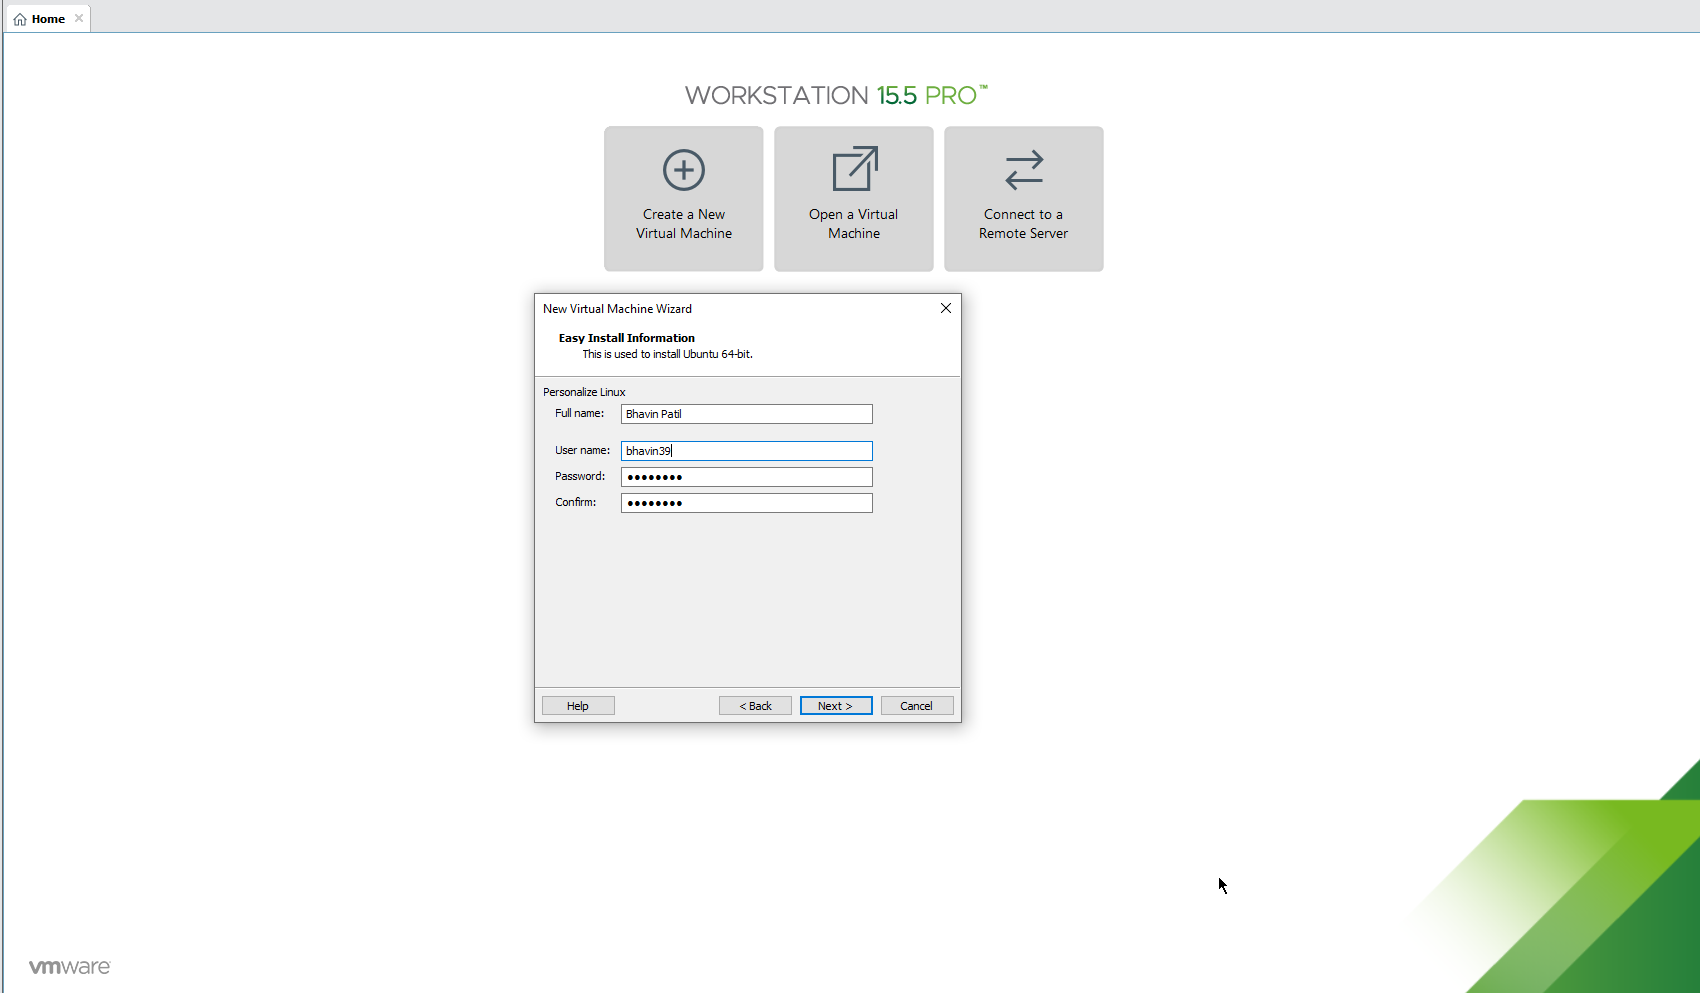 Home
WORKSTATION 15.5 PRO™
Create a New
Virtual Machine
Open a Virtual
Machine
Connect to a
Remote Server
New Virtual Machine Wizard
Easy Install Information
This is used to install Ubuntu 64-bit.
Personalize Linux
Full name: Bhavin Patil
User name: bhavin39
Password: ●●●●●●●●
Confirm: ●●●●●●●●
Help < Back Next > Cancel
vmware